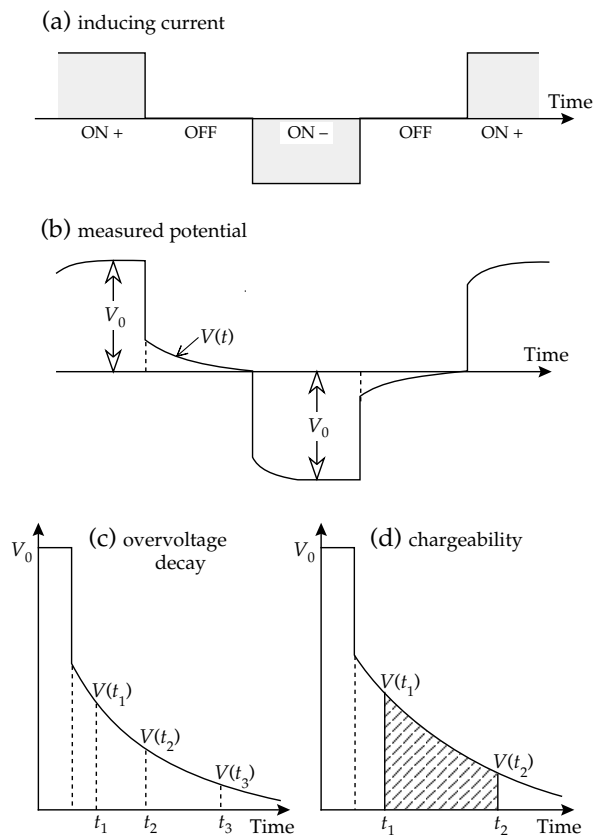 (a) inducing current
Time
ON + OFF ON – OFF ON +
(b) measured potential
V₀
V(t)
Time
V₀
(c) overvoltage
decay
V₀
V(t₁)
V(t₂)
V(t₃)
t₁ t₂ t₃ Time
(d) chargeability
V₀
V(t₁)
V(t₂)
t₁ t₂ Time